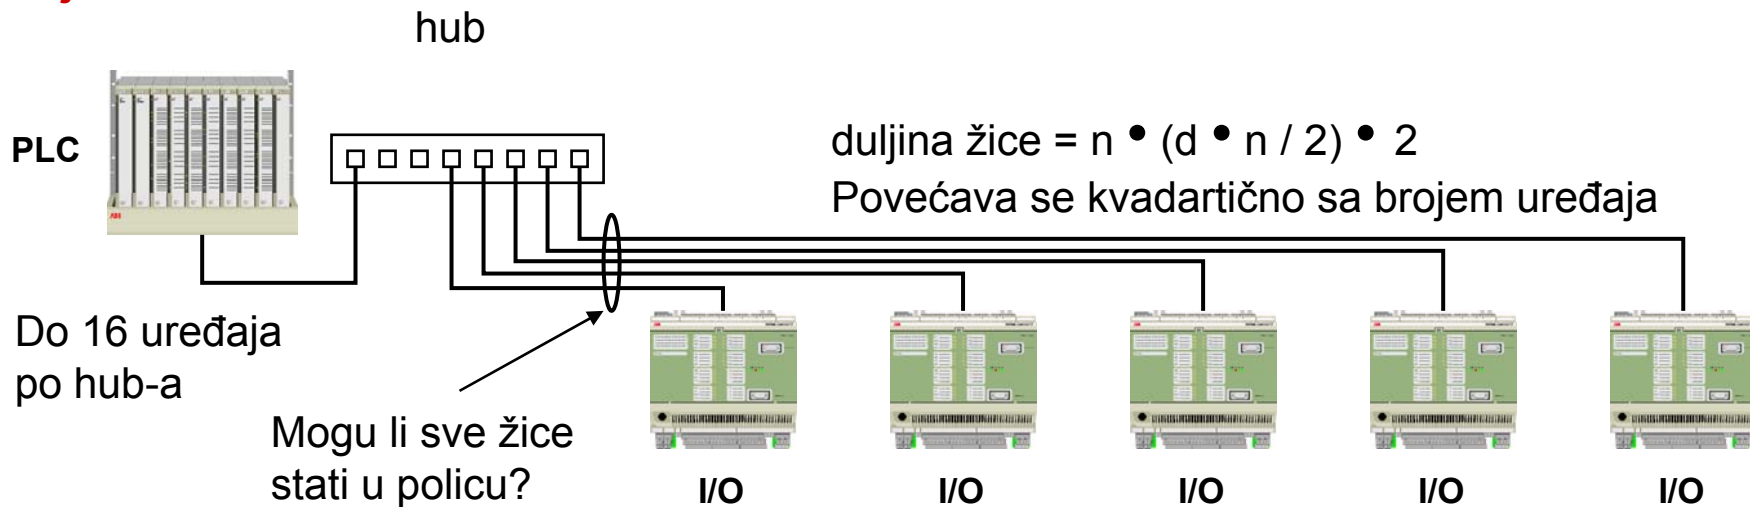 hub
PLC
duljina žice = n • (d • n / 2) • 2
Povećava se kvadartično sa brojem uređaja
Do 16 uređaja
po hub-a
Mogu li sve žice
stati u policu?
I/O
I/O
I/O
I/O
I/O